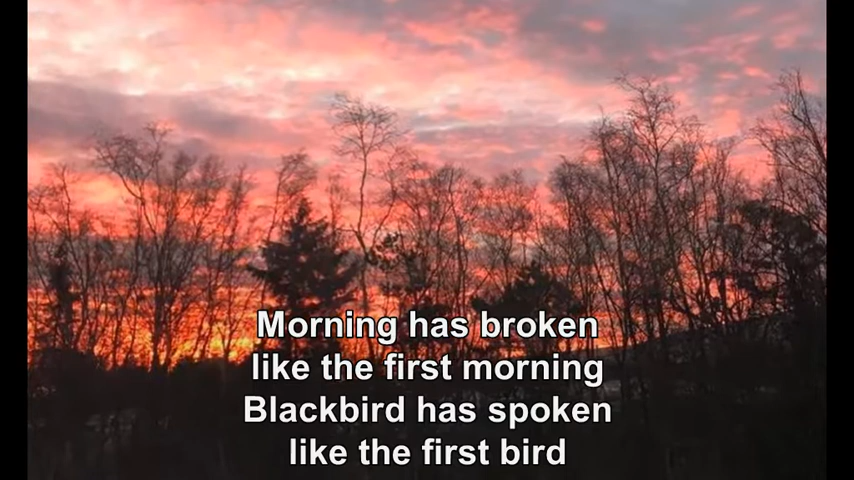 Morning has broken
like the first morning
Blackbird has spoken
like the first bird